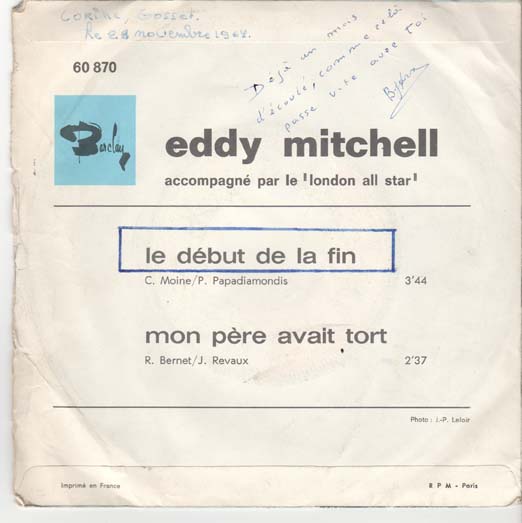 Corine, Gosset.
Le 28 novembre 1968.
Déjà un mois
d'écoulé, comme cela
passe vite avec toi
60 870
Barclay
eddy mitchell
accompagné par le "london all star"
le début de la fin
C. Moine/P. Papadiamondis 3'44
mon père avait tort
R. Bernet/J. Revaux 2'37
Photo : J.-P. Leloir
Imprimé en France
R P M - Paris